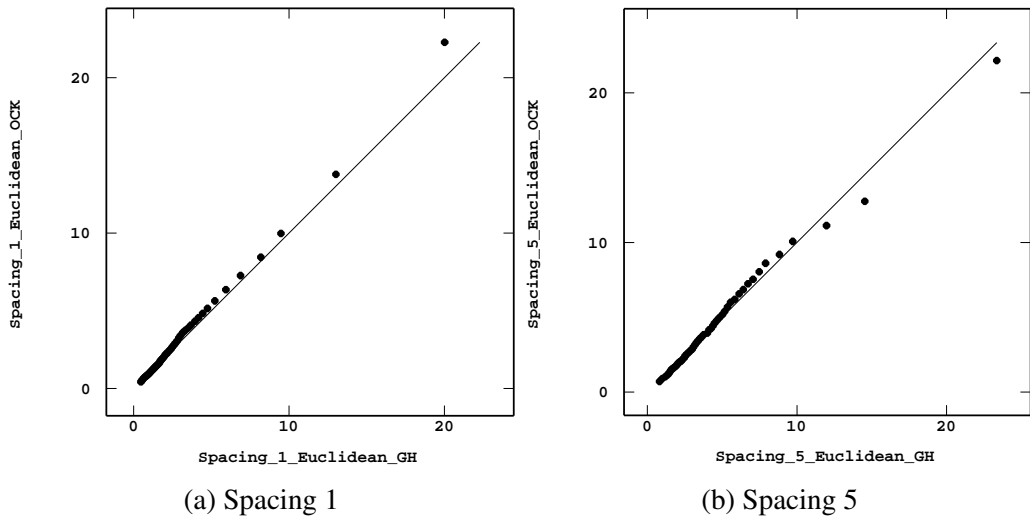 Spacing_1_Euclidean_OCK
20
10
0
0
10
20
Spacing_1_Euclidean_GH
(a) Spacing 1
Spacing_5_Euclidean_OCK
20
10
0
0
10
20
Spacing_5_Euclidean_GH
(b) Spacing 5